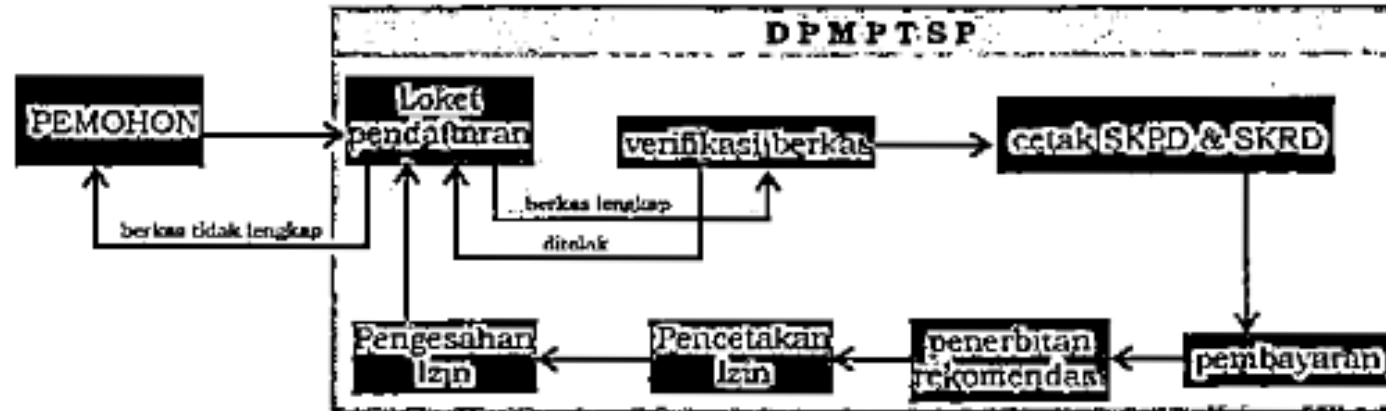 DPMPTSP
PEMOHON
Loket
pendaftaran
verifikasi berkas
cetak SKPD & SKRD
berkas lengkap
berkas tidak lengkap
ditolak
Pengesahan
Izin
Pencetakan
Izin
penerbitan
rekomendasi
pembayaran